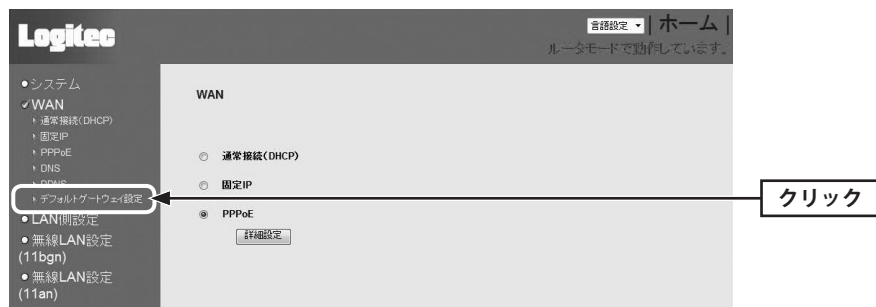 Logitec
言語設定
ホーム
ルータモードで動作しています。
システム
WAN
通常接続(DHCP)
固定IP
PPPoE
DNS
DDNS
デフォルトゲートウェイ設定
LAN側設定
無線LAN設定
(11bgn)
無線LAN設定
(11an)
WAN
通常接続(DHCP)
固定IP
PPPoE
詳細設定
クリック